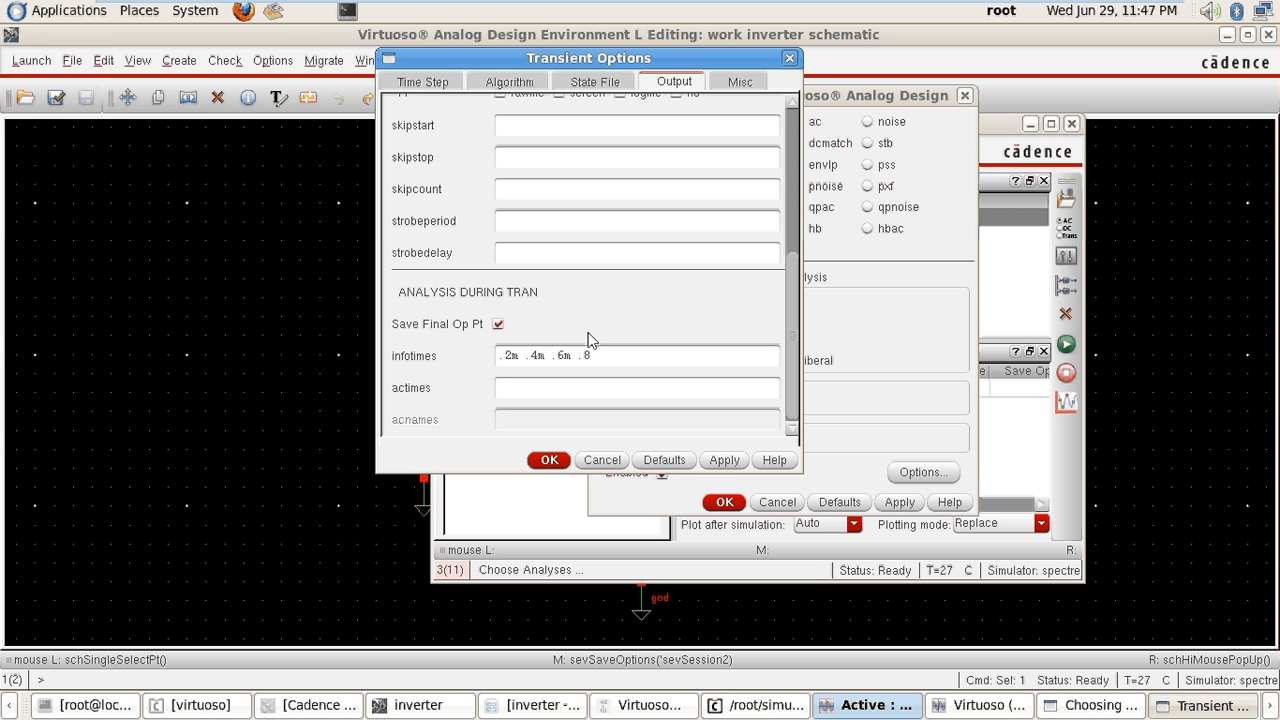 Applications Places System root Wed Jun 29, 11:47 PM
Virtuoso® Analog Design Environment L Editing: work inverter schematic
Launch File Edit View Create Check Options Migrate cādence
Transient Options
Time Step Algorithm State File Output Misc
skipstart
skipstop
skipcount
strobeperiod
strobedelay
ANALYSIS DURING TRAN
Save Final Op Pt
infotimes .2m .4m .6m .8
actimes
acnames
OK Cancel Defaults Apply Help
Analog Design
ac noise
dcmatch stb
envlp pss
pnoise pxf
qpac qpnoise
hb hbac
Options...
OK Cancel Defaults Apply Help
cādence
AC
DC
Trans
Save Op
Plot after simulation: Auto Plotting mode: Replace
mouse L: M: R:
3(11) Choose Analyses ... Status: Ready T=27 C Simulator: spectre
gnd
mouse L: schSingleSelectPt() M: sevSaveOptions('sevSession2) R: schHiMousePopUp()
1(2) > Cmd: Sel: 1 Status: Ready T=27 C Simulator: spectre
[root@loc... [virtuoso] [Cadence ... inverter [inverter -... Virtuoso... /root/simu... Active : ... Virtuoso (... Choosing ... Transient ...